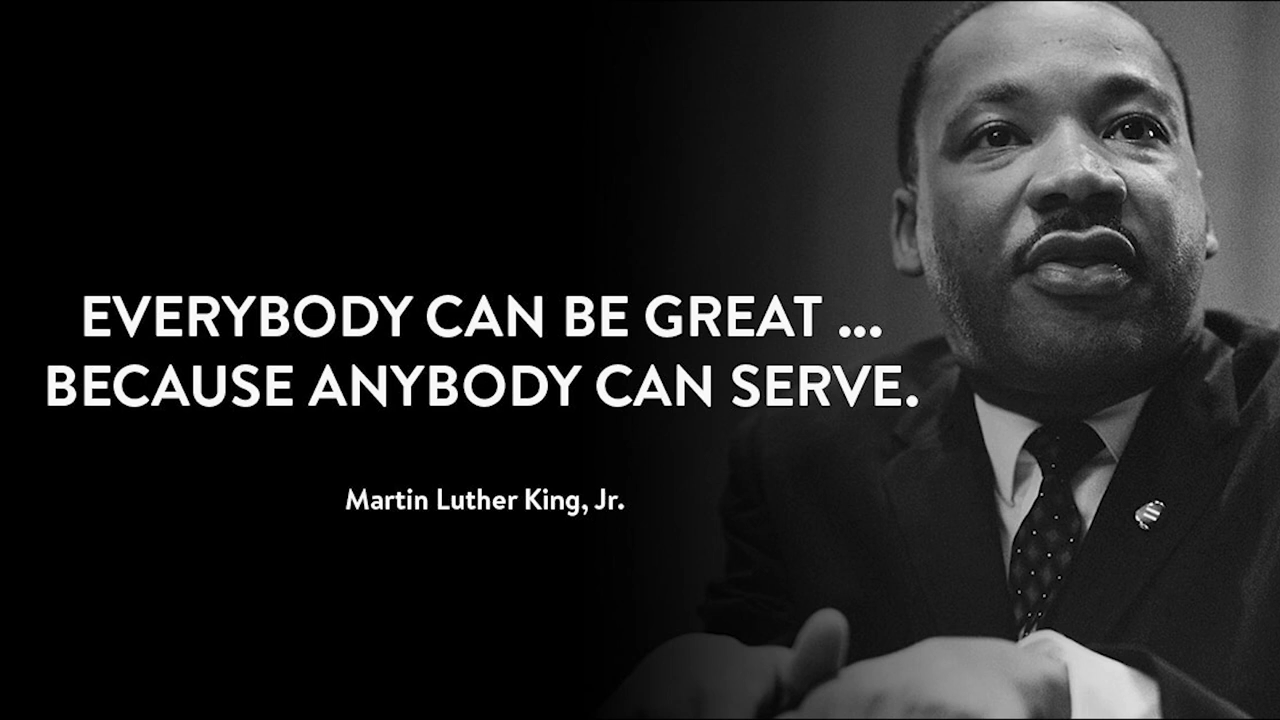 EVERYBODY CAN BE GREAT ...
BECAUSE ANYBODY CAN SERVE.
Martin Luther King, Jr.